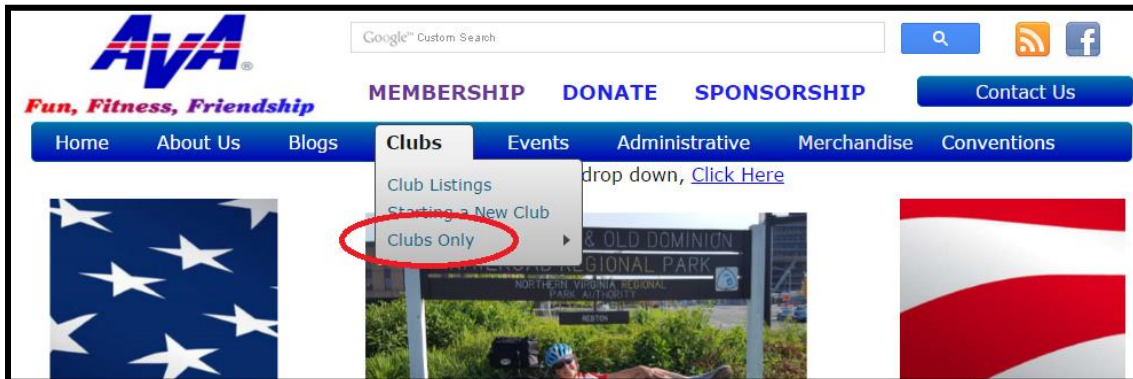 AVA®
Fun, Fitness, Friendship
Google™ Custom Search
MEMBERSHIP DONATE SPONSORSHIP
Contact Us
Home About Us Blogs Clubs Events Administrative Merchandise Conventions
drop down, Click Here
Club Listings
Starting a New Club
Clubs Only
& OLD DOMINION
RAILROAD REGIONAL PARK
NORTHERN VIRGINIA REGIONAL
PARK AUTHORITY
RESTON